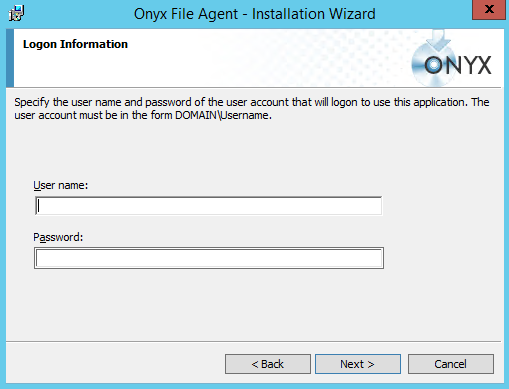 Onyx File Agent - Installation Wizard
x
Logon Information
ONYX
Specify the user name and password of the user account that will logon to use this application. The
user account must be in the form DOMAIN\Username.
User name:
Password:
< Back
Next >
Cancel